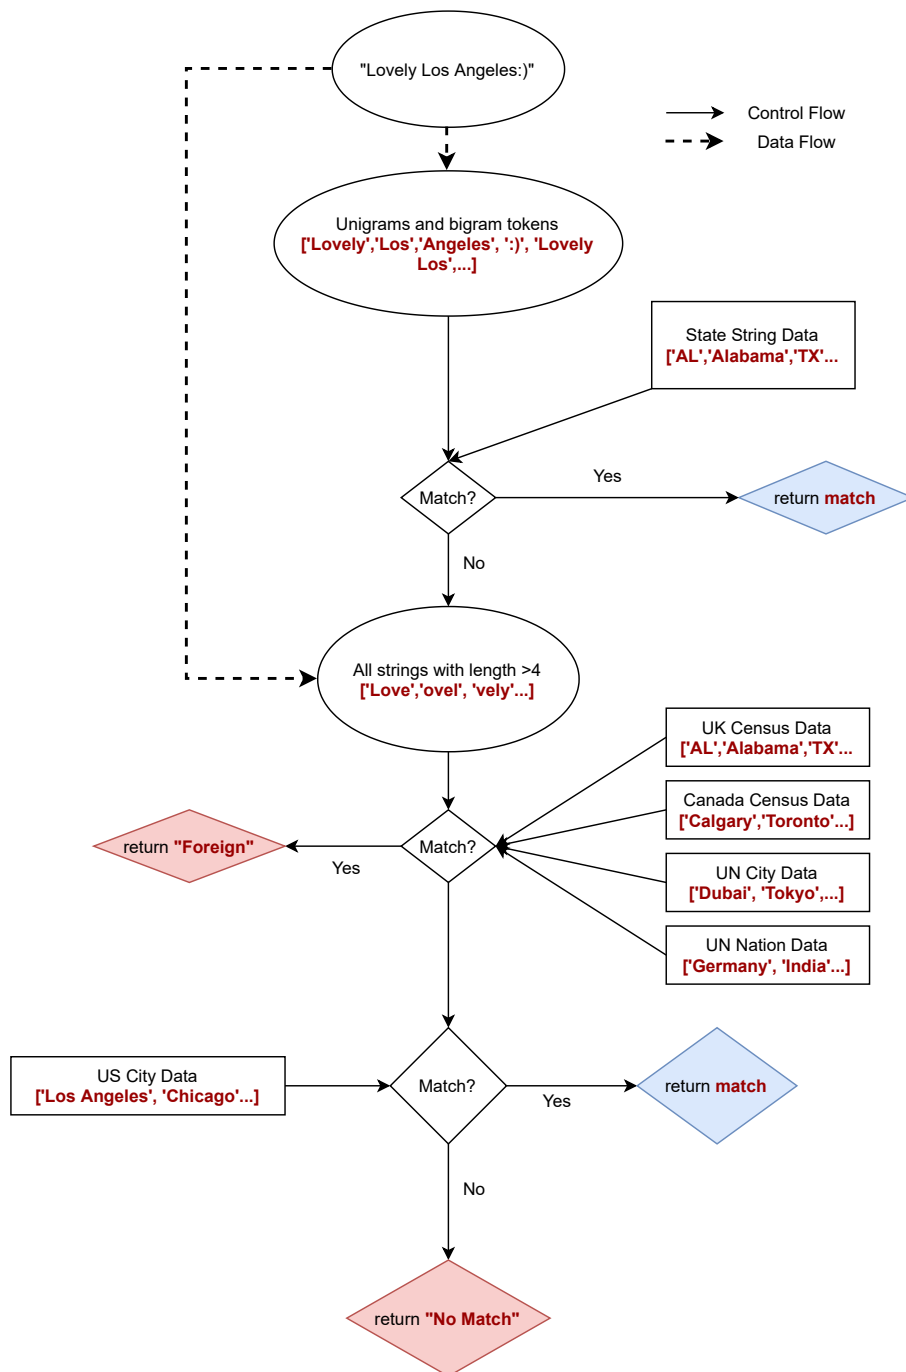 "Lovely Los Angeles:)"
Control Flow
Data Flow
Unigrams and bigram tokens
['Lovely','Los','Angeles', ':)', 'Lovely
Los',...]
State String Data
['AL','Alabama','TX'...
Match?
Yes
return match
No
All strings with length >4
['Love','ovel', 'vely'...]
UK Census Data
['AL','Alabama','TX'...
Canada Census Data
['Calgary','Toronto'...]
UN City Data
['Dubai', 'Tokyo',...]
UN Nation Data
['Germany', 'India'...]
Match?
Yes
return "Foreign"
US City Data
['Los Angeles', 'Chicago'...]
Match?
Yes
return match
No
return "No Match"